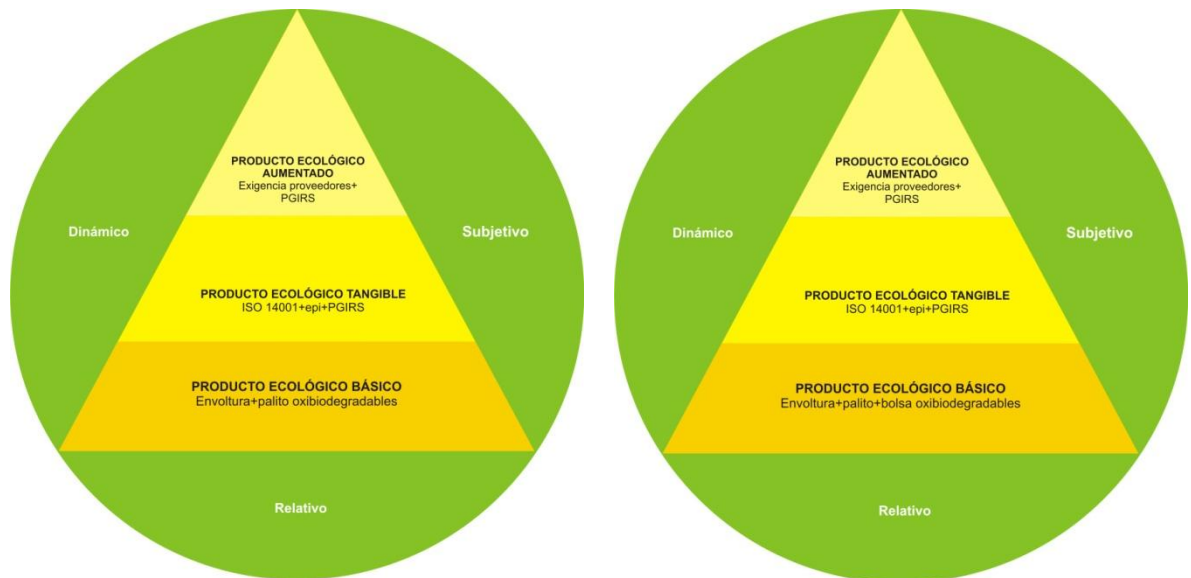 PRODUCTO ECOLÓGICO
AUMENTADO
Exigencia proveedores+
PGIRS
Dinámico
Subjetivo
PRODUCTO ECOLÓGICO TANGIBLE
ISO 14001+epi+PGIRS
PRODUCTO ECOLÓGICO BÁSICO
Envoltura+palito oxibiodegradables
Relativo
PRODUCTO ECOLÓGICO
AUMENTADO
Exigencia proveedores+
PGIRS
Dinámico
Subjetivo
PRODUCTO ECOLÓGICO TANGIBLE
ISO 14001+epi+PGIRS
PRODUCTO ECOLÓGICO BÁSICO
Envoltura+palito+bolsa oxibiodegradables
Relativo